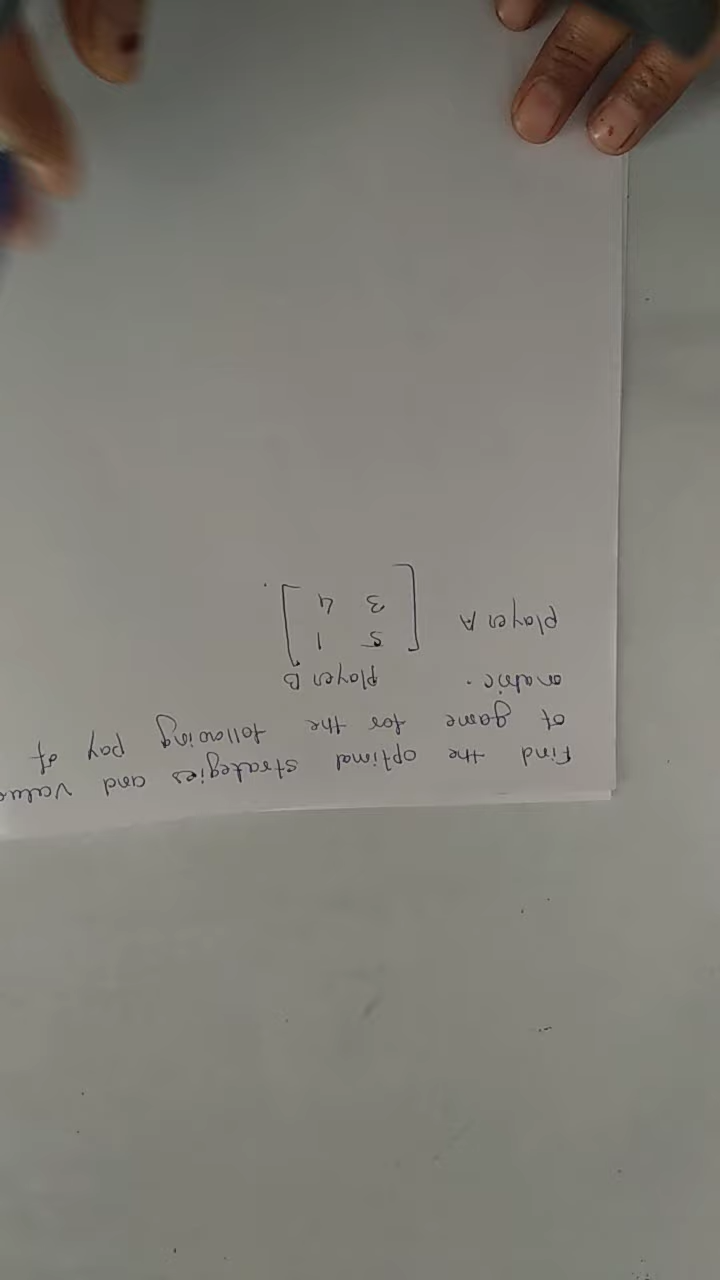 Find the optimal strategies and value
of game for the following pay of
matric.
Player B
Player A [ 5 1
3 4 ].